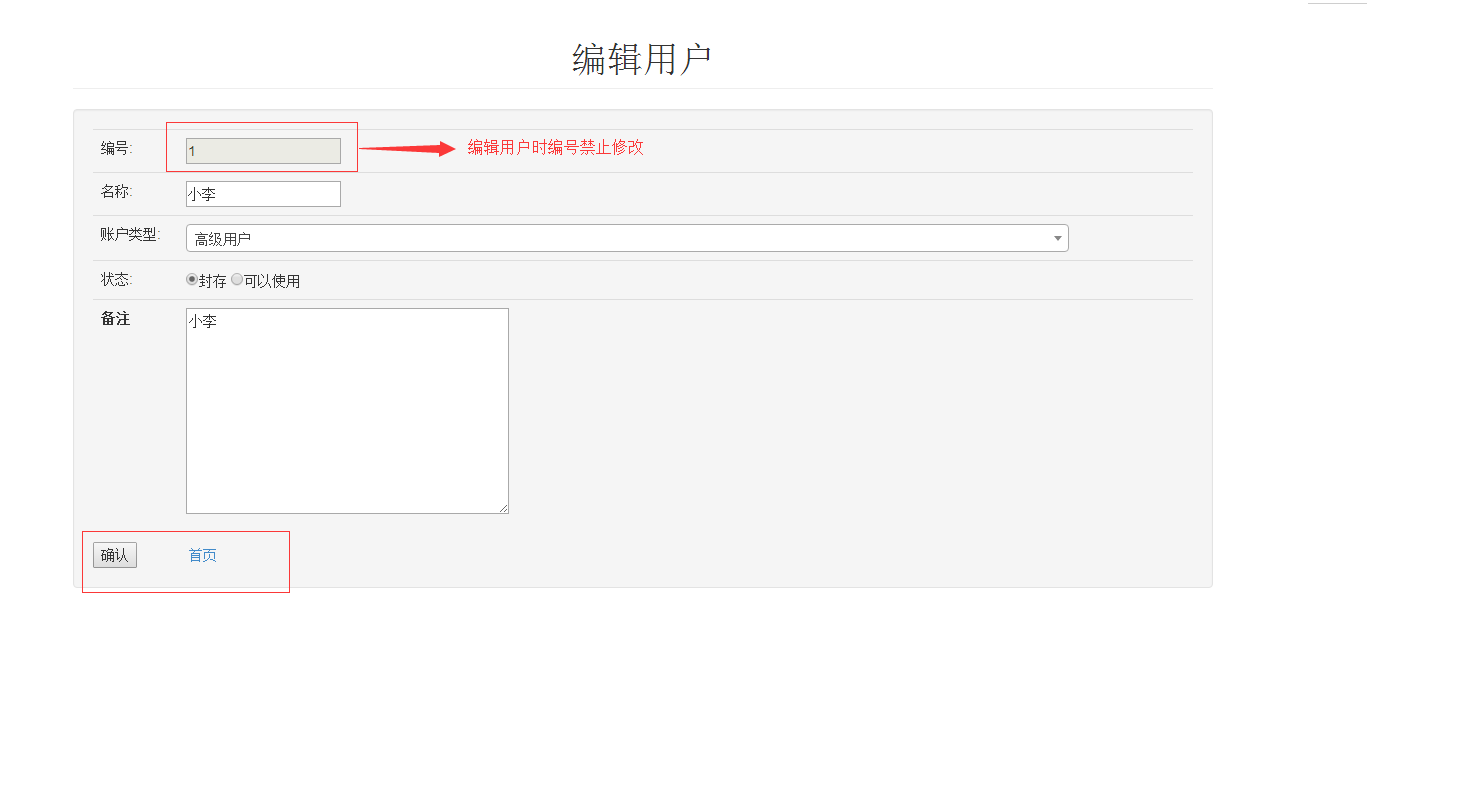 编辑用户
编号: 1 编辑用户时编号禁止修改
名称: 小李
账户类型: 高级用户
状态: 封存 可以使用
备注 小李
确认 首页